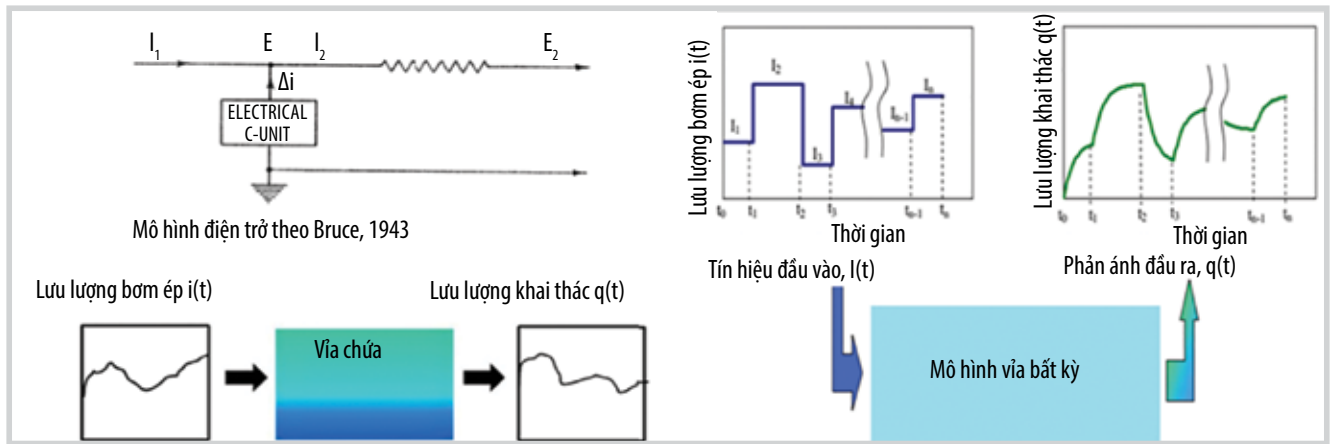 I₁ E I₂ E₂
Δi
ELECTRICAL
C-UNIT
Mô hình điện trở theo Bruce, 1943
Lưu lượng bơm ép i(t)
I₁ I₂ I₃ I₄ Iₙ₋₁ Iₙ
t₀ t₁ t₂ t₃ tₙ₋₁ tₙ
Thời gian
Lưu lượng khai thác q(t)
t₀ t₁ t₂ t₃ tₙ₋₁ tₙ
Thời gian
Lưu lượng bơm ép i(t)
Lưu lượng khai thác q(t)
Vỉa chứa
Tín hiệu đầu vào, I(t)
Phản ánh đầu ra, q(t)
Mô hình vỉa bất kỳ